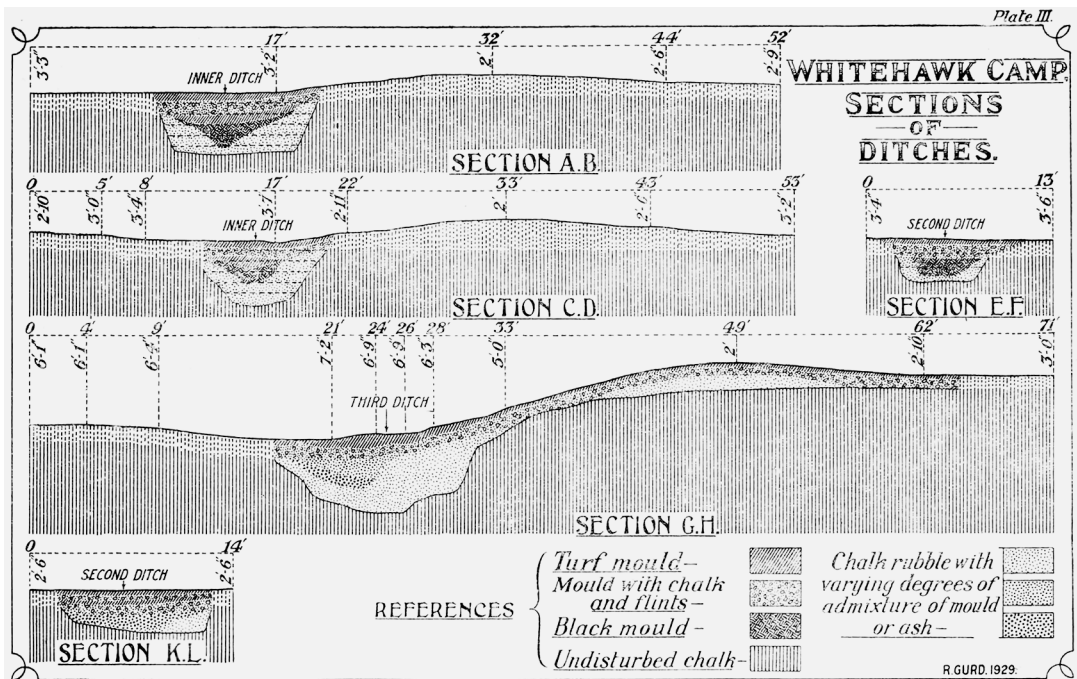 Plate III.
WHITEHAWK CAMP.
SECTIONS
—OF—
DITCHES.
17' 32' 44' 52'
3'·3" 3'·2" 2' 2'·6" 2'·9"
INNER DITCH
SECTION A.B.
0 5' 8' 17' 22' 33' 43' 53'
2'·10" 3'·0" 3'·4" 3'·1" 2'·11" 2' 2'·6" 3'·2"
INNER DITCH
SECTION C.D.
0 13'
3'·4" 3'·6"
SECOND DITCH
SECTION E.F.
0 4' 9' 21' 24' 26' 28' 33' 49' 62' 71'
6'·1" 6'·1" 7'·2" 6'·9" 6'·9" 6'·3" 5'·0" 2' 2'·10" 3'·0"
THIRD DITCH
SECTION G.H.
0 14'
2'·6" 2'·6"
SECOND DITCH
SECTION K.L.
REFERENCES
Turf mould—
Mould with chalk
and flints—
Black mould—
Undisturbed chalk—
Chalk rubble with
varying degrees of
admixture of mould
or ash—
R. GURD. 1929.